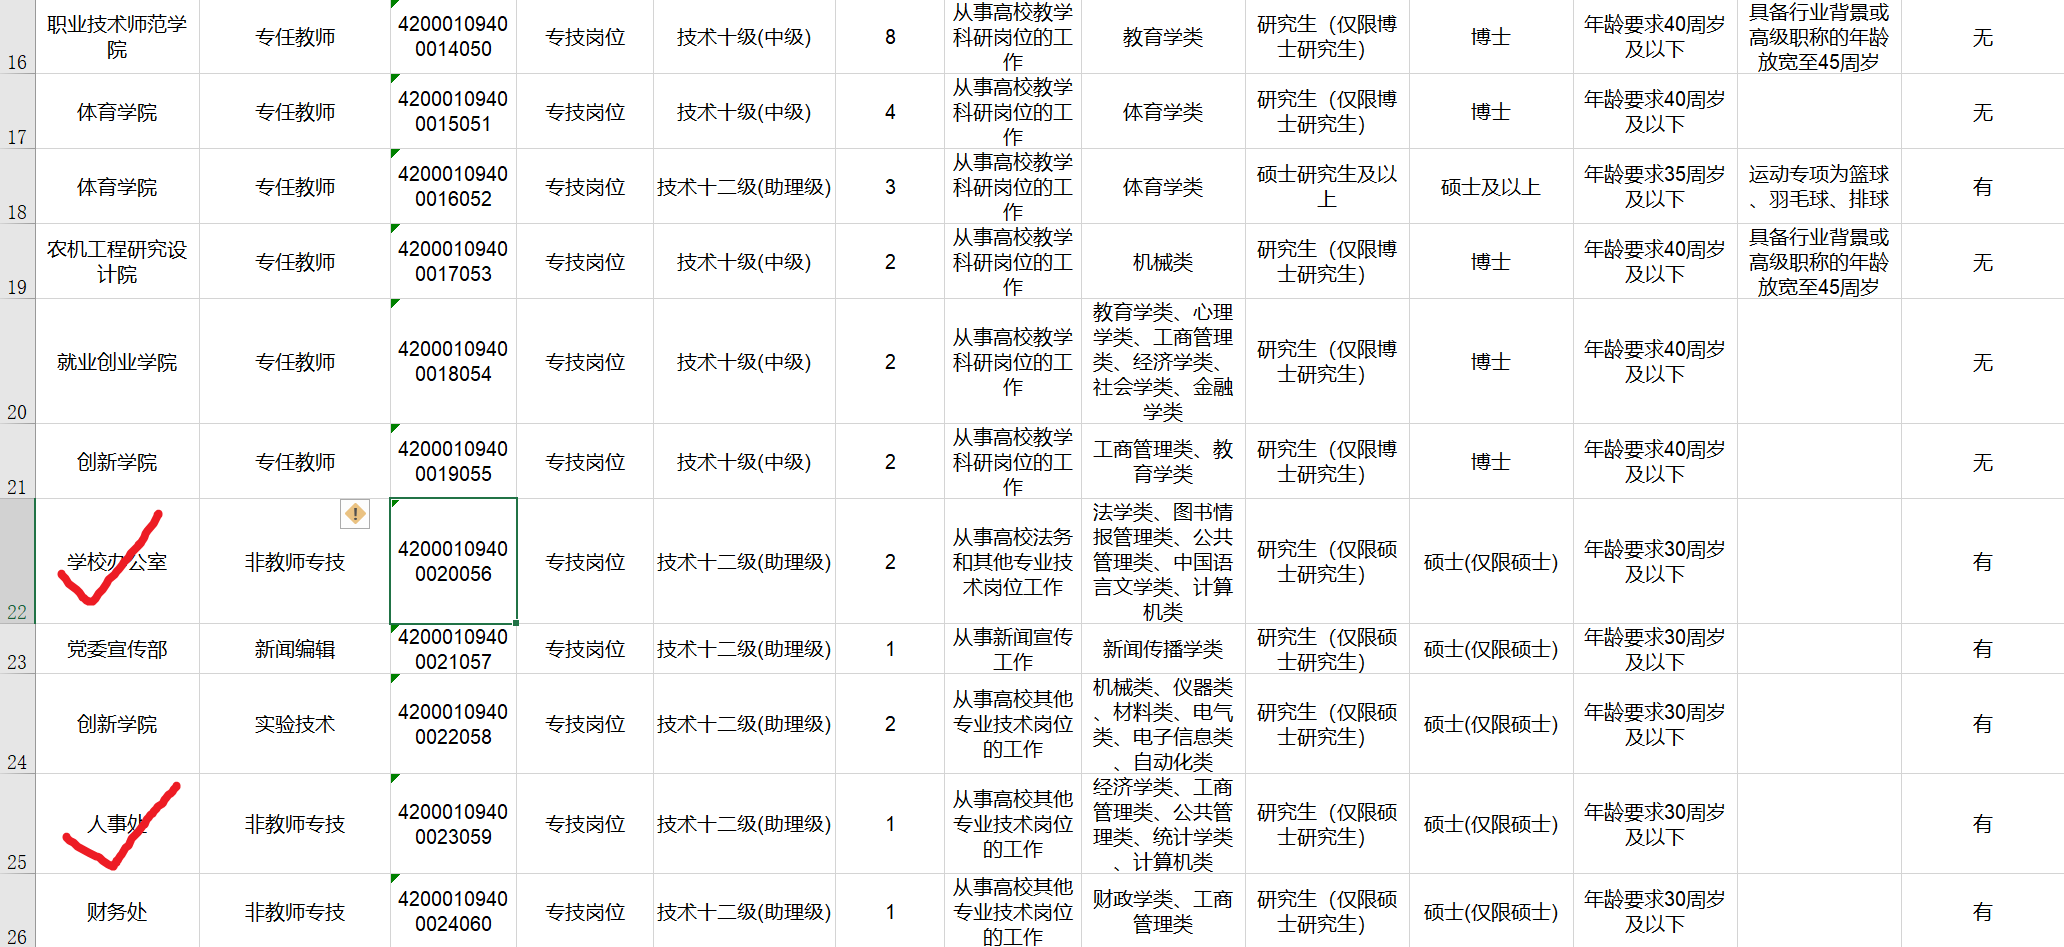 16
职业技术师范学
院
专任教师
4200010940
0014050
专技岗位
技术十级(中级)
8
从事高校教学
科研岗位的工
作
教育学类
研究生（仅限博
士研究生）
博士
年龄要求40周岁
及以下
具备行业背景或
高级职称的年龄
放宽至45周岁
无
17
体育学院
专任教师
4200010940
0015051
专技岗位
技术十级(中级)
4
从事高校教学
科研岗位的工
作
体育学类
研究生（仅限博
士研究生）
博士
年龄要求40周岁
及以下
无
18
体育学院
专任教师
4200010940
0016052
专技岗位
技术十二级(助理级)
3
从事高校教学
科研岗位的工
作
体育学类
硕士研究生及以
上
硕士及以上
年龄要求35周岁
及以下
运动专项为篮球
、羽毛球、排球
有
19
农机工程研究设
计院
专任教师
4200010940
0017053
专技岗位
技术十级(中级)
2
从事高校教学
科研岗位的工
作
机械类
研究生（仅限博
士研究生）
博士
年龄要求40周岁
及以下
具备行业背景或
高级职称的年龄
放宽至45周岁
无
20
就业创业学院
专任教师
4200010940
0018054
专技岗位
技术十级(中级)
2
从事高校教学
科研岗位的工
作
教育学类、心理
学类、工商管理
类、经济学类、
社会学类、金融
学类
研究生（仅限博
士研究生）
博士
年龄要求40周岁
及以下
无
21
创新学院
专任教师
4200010940
0019055
专技岗位
技术十级(中级)
2
从事高校教学
科研岗位的工
作
工商管理类、教
育学类
研究生（仅限博
士研究生）
博士
年龄要求40周岁
及以下
无
22
学校办公室
非教师专技
4200010940
0020056
专技岗位
技术十二级(助理级)
2
从事高校法务
和其他专业技
术岗位工作
法学类、图书情
报管理类、公共
管理类、中国语
言文学类、计算
机类
研究生（仅限硕
士研究生）
硕士(仅限硕士)
年龄要求30周岁
及以下
有
23
党委宣传部
新闻编辑
4200010940
0021057
专技岗位
技术十二级(助理级)
1
从事新闻宣传
工作
新闻传播学类
研究生（仅限硕
士研究生）
硕士(仅限硕士)
年龄要求30周岁
及以下
有
24
创新学院
实验技术
4200010940
0022058
专技岗位
技术十二级(助理级)
2
从事高校其他
专业技术岗位
的工作
机械类、仪器类
、材料类、电气
类、电子信息类
、自动化类
研究生（仅限硕
士研究生）
硕士(仅限硕士)
年龄要求30周岁
及以下
有
25
人事处
非教师专技
4200010940
0023059
专技岗位
技术十二级(助理级)
1
从事高校其他
专业技术岗位
的工作
经济学类、工商
管理类、公共管
理类、统计学类
、计算机类
研究生（仅限硕
士研究生）
硕士(仅限硕士)
年龄要求30周岁
及以下
有
26
财务处
非教师专技
4200010940
0024060
专技岗位
技术十二级(助理级)
1
从事高校其他
专业技术岗位
的工作
财政学类、工商
管理类
研究生（仅限硕
士研究生）
硕士(仅限硕士)
年龄要求30周岁
及以下
有